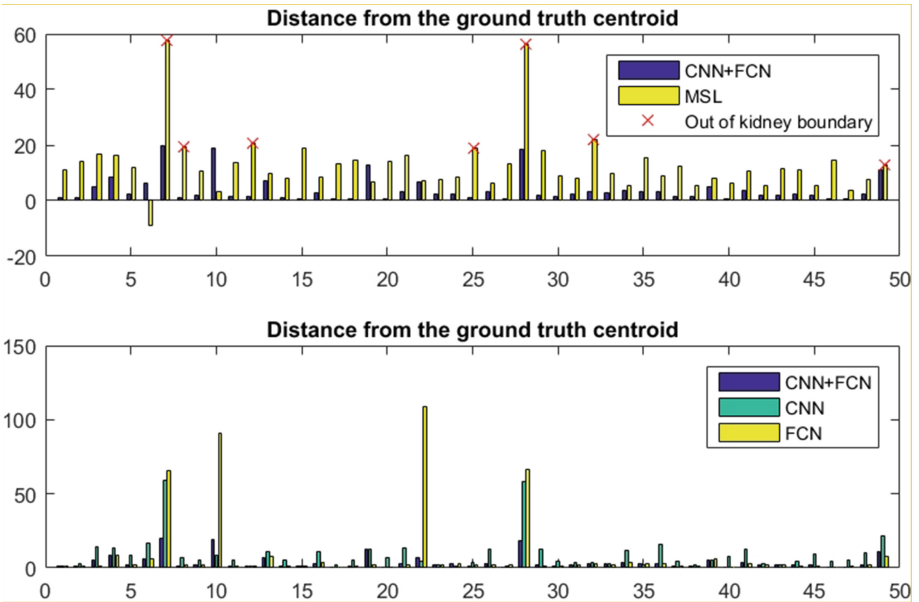 Distance from the ground truth centroid
60
40
20
0
-20
CNN+FCN
MSL
Out of kidney boundary
0 5 10 15 20 25 30 35 40 45 50
Distance from the ground truth centroid
150
100
50
0
CNN+FCN
CNN
FCN
0 5 10 15 20 25 30 35 40 45 50